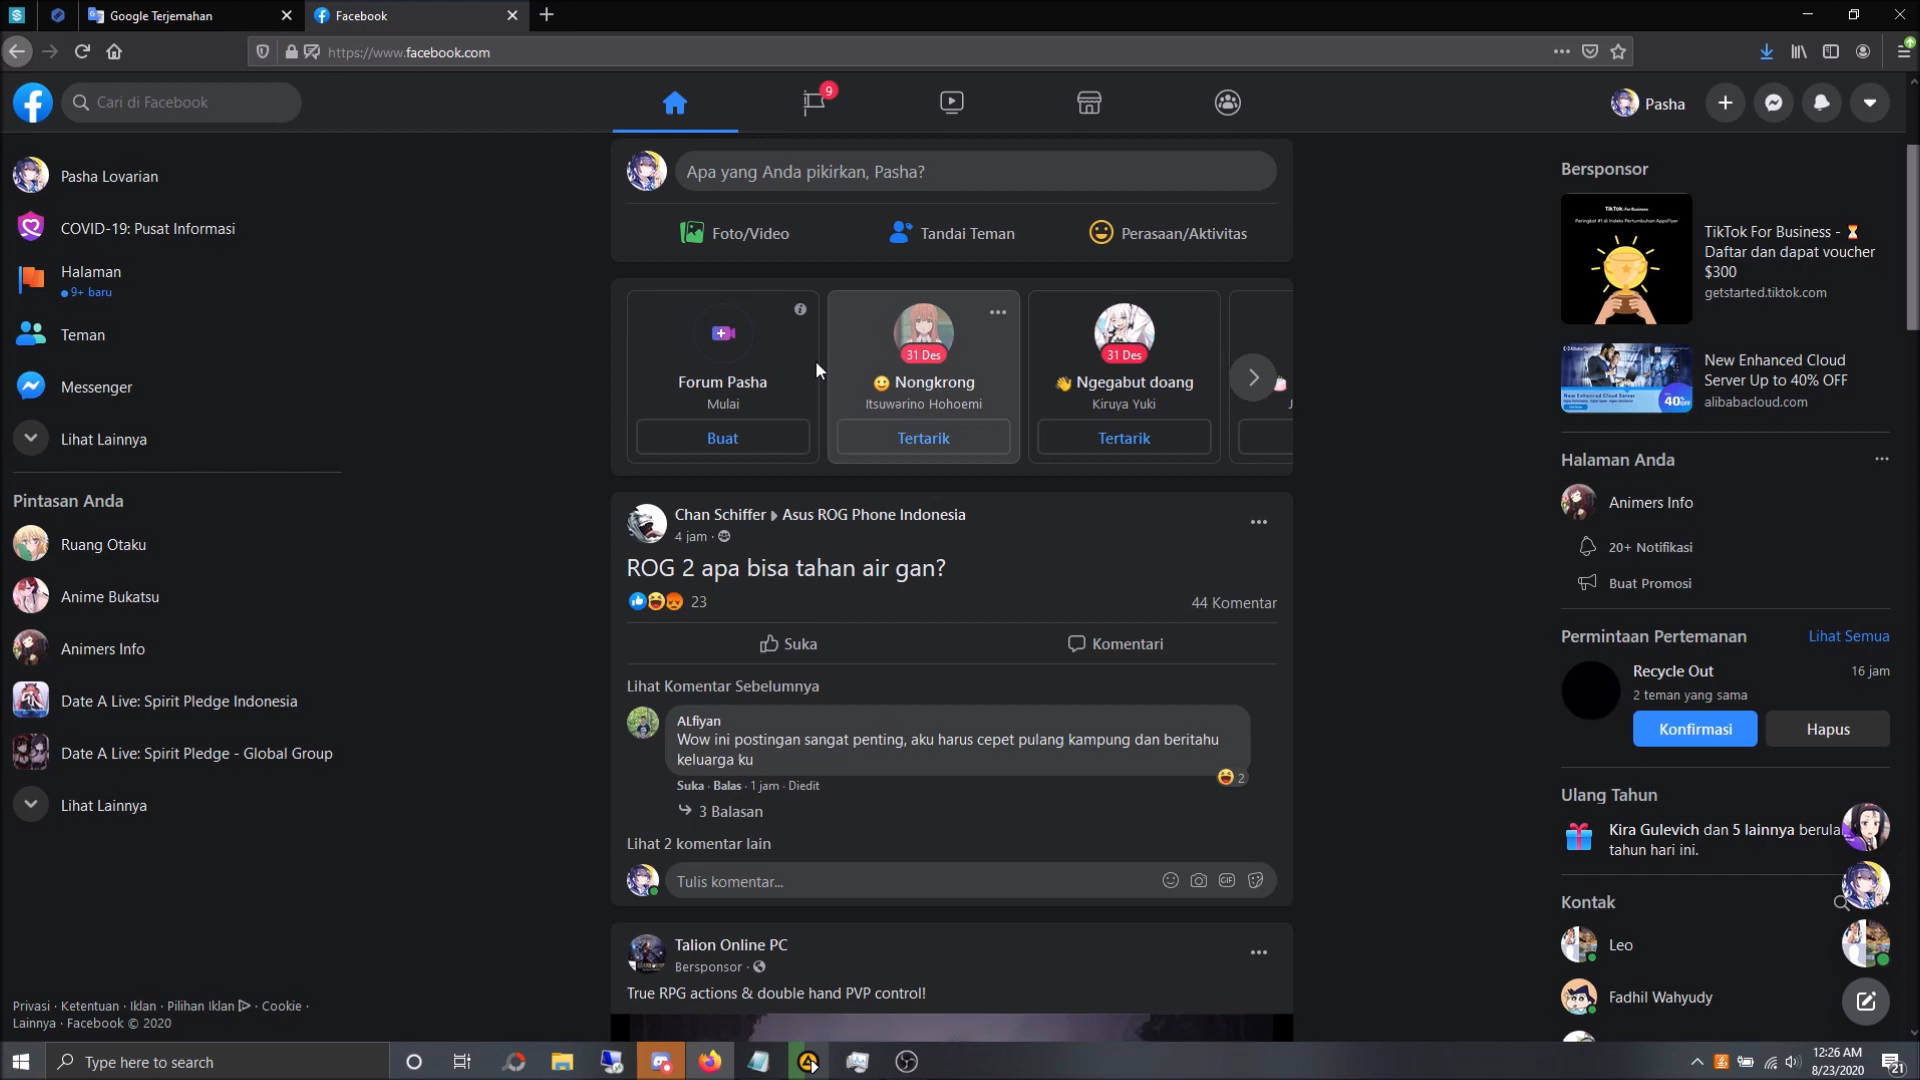 Google Terjemahan
Facebook
https://www.facebook.com
Cari di Facebook
9
Pasha
Pasha Lovarian
COVID-19: Pusat Informasi
Halaman
9+ baru
Teman
Messenger
Lihat Lainnya
Pintasan Anda
Ruang Otaku
Anime Bukatsu
Animers Info
Date A Live: Spirit Pledge Indonesia
Date A Live: Spirit Pledge - Global Group
Lihat Lainnya
Privasi · Ketentuan · Iklan · Pilihan Iklan · Cookie ·
Lainnya · Facebook © 2020
Apa yang Anda pikirkan, Pasha?
Foto/Video
Tandai Teman
Perasaan/Aktivitas
Forum Pasha
Mulai
Buat
31 Des
Nongkrong
Itsuwarino Hohoemi
Tertarik
31 Des
Ngegabut doang
Kiruya Yuki
Tertarik
Chan Schiffer Asus ROG Phone Indonesia
4 jam ·
ROG 2 apa bisa tahan air gan?
23
44 Komentar
Suka
Komentari
Lihat Komentar Sebelumnya
ALfiyan
Wow ini postingan sangat penting, aku harus cepet pulang kampung dan beritahu
keluarga ku
2
Suka · Balas · 1 jam · Diedit
3 Balasan
Lihat 2 komentar lain
Tulis komentar...
GIF
Talion Online PC
Bersponsor ·
True RPG actions & double hand PVP control!
Bersponsor
TikTok For Business
TikTok For Business -
Daftar dan dapat voucher
$300
getstarted.tiktok.com
40%
New Enhanced Cloud
Server Up to 40% OFF
alibabacloud.com
Halaman Anda
Animers Info
20+ Notifikasi
Buat Promosi
Permintaan Pertemanan
Lihat Semua
Recycle Out
16 jam
2 teman yang sama
Konfirmasi
Hapus
Ulang Tahun
Kira Gulevich dan 5 lainnya berula
tahun hari ini.
Kontak
Leo
Fadhil Wahyudy
Type here to search
12:26 AM
8/23/2020
21